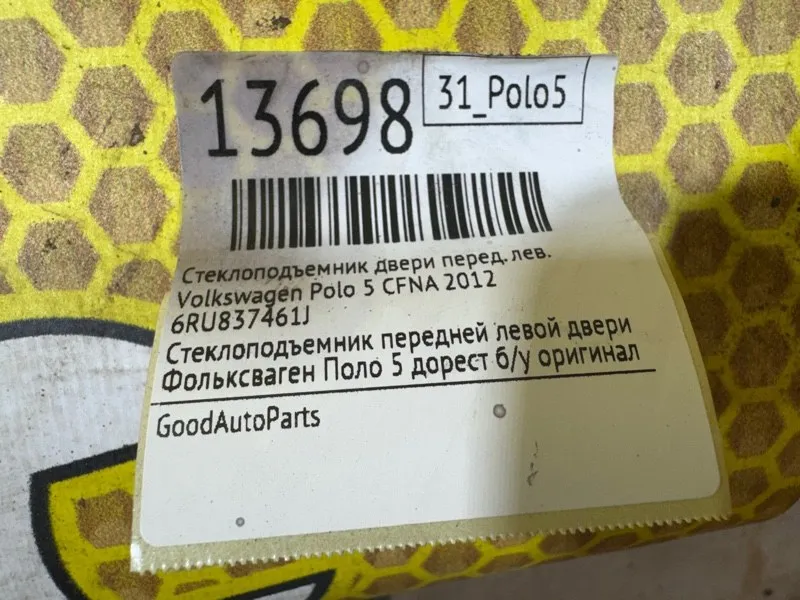 13698
31_Polo5
Стеклоподъемник двери перед. лев.
Volkswagen Polo 5 CFNA 2012
6RU837461J
Стеклоподъемник передней левой двери
Фольксваген Поло 5 дорест б/у оригинал
GoodAutoParts